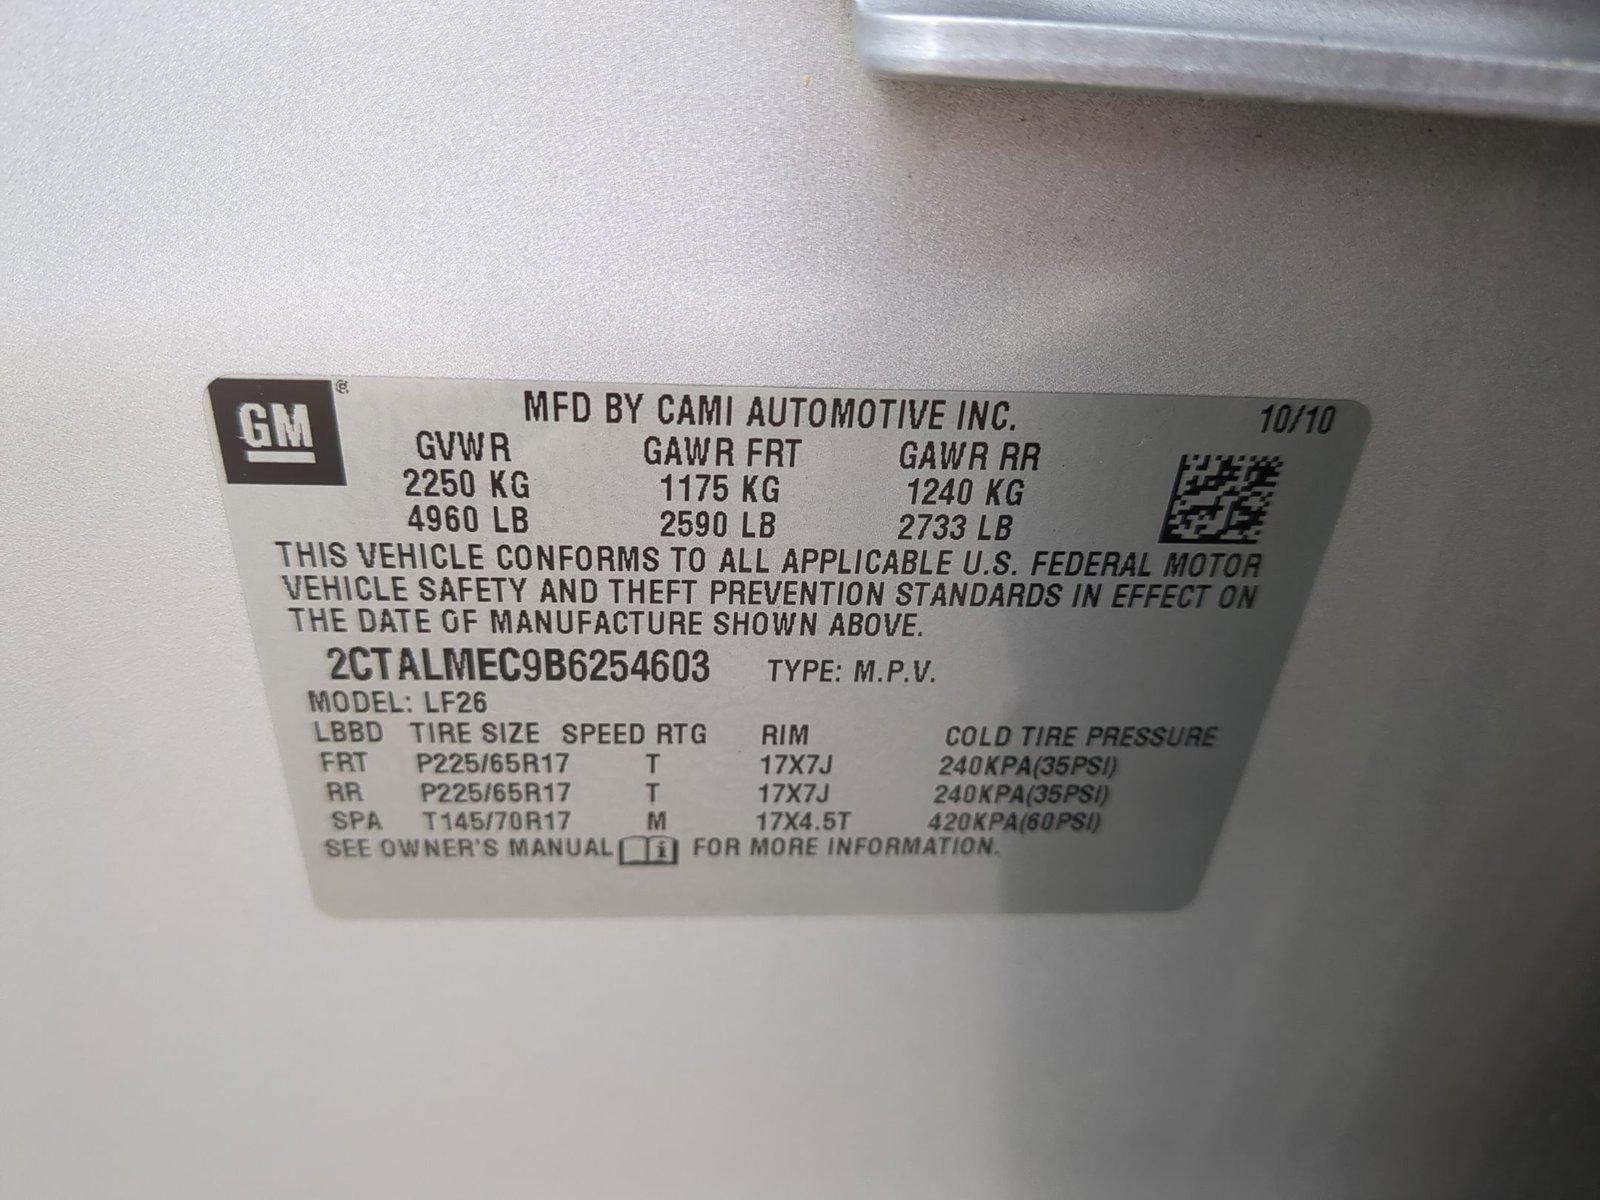 GM ®
MFD BY CAMI AUTOMOTIVE INC. 10/10
GVWR GAWR FRT GAWR RR
2250 KG 1175 KG 1240 KG
4960 LB 2590 LB 2733 LB
THIS VEHICLE CONFORMS TO ALL APPLICABLE U.S. FEDERAL MOTOR
VEHICLE SAFETY AND THEFT PREVENTION STANDARDS IN EFFECT ON
THE DATE OF MANUFACTURE SHOWN ABOVE.
2CTALMEC9B6254603 TYPE: M.P.V.
MODEL: LF26
LBBD TIRE SIZE SPEED RTG RIM COLD TIRE PRESSURE
FRT P225/65R17 T 17X7J 240KPA(35PSI)
RR P225/65R17 T 17X7J 240KPA(35PSI)
SPA T145/70R17 M 17X4.5T 420KPA(60PSI)
SEE OWNER'S MANUAL i FOR MORE INFORMATION.